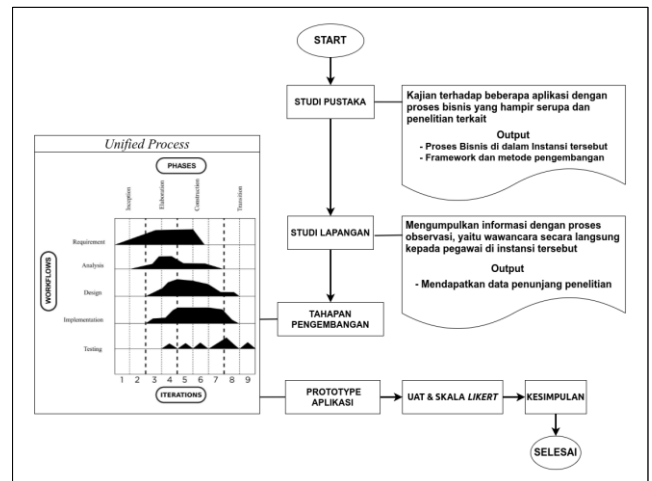 START
STUDI PUSTAKA
Kajian terhadap beberapa aplikasi dengan
proses bisnis yang hampir serupa dan
penelitian terkait
Output
- Proses Bisnis di dalam Instansi tersebut
- Framework dan metode pengembangan
Unified Process
PHASES
Inception
Elaboration
Construction
Transition
WORKFLOWS
Requirement
Analysis
Design
Implementation
Testing
1 2 3 4 5 6 7 8 9
ITERATIONS
STUDI LAPANGAN
Mengumpulkan informasi dengan proses
observasi, yaitu wawancara secara langsung
kepada pegawai di instansi tersebut
Output
- Mendapatkan data penunjang penelitian
TAHAPAN
PENGEMBANGAN
PROTOTYPE
APLIKASI
UAT & SKALA LIKERT
KESIMPULAN
SELESAI